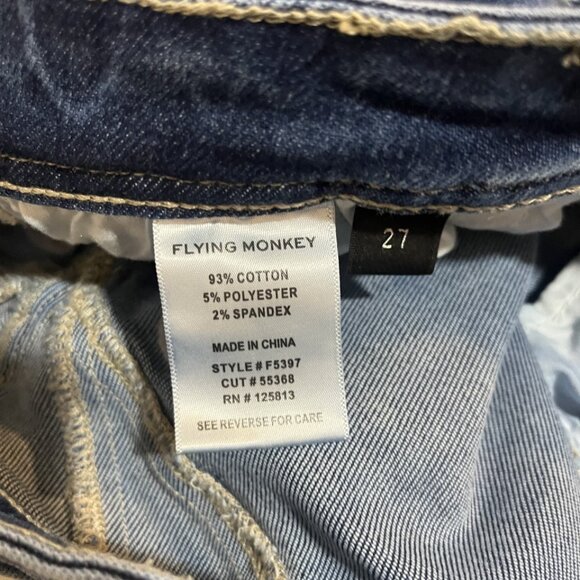 FLYING MONKEY
93% COTTON
5% POLYESTER
2% SPANDEX
MADE IN CHINA
STYLE # F5397
CUT # 55368
RN # 125813
SEE REVERSE FOR CARE
27